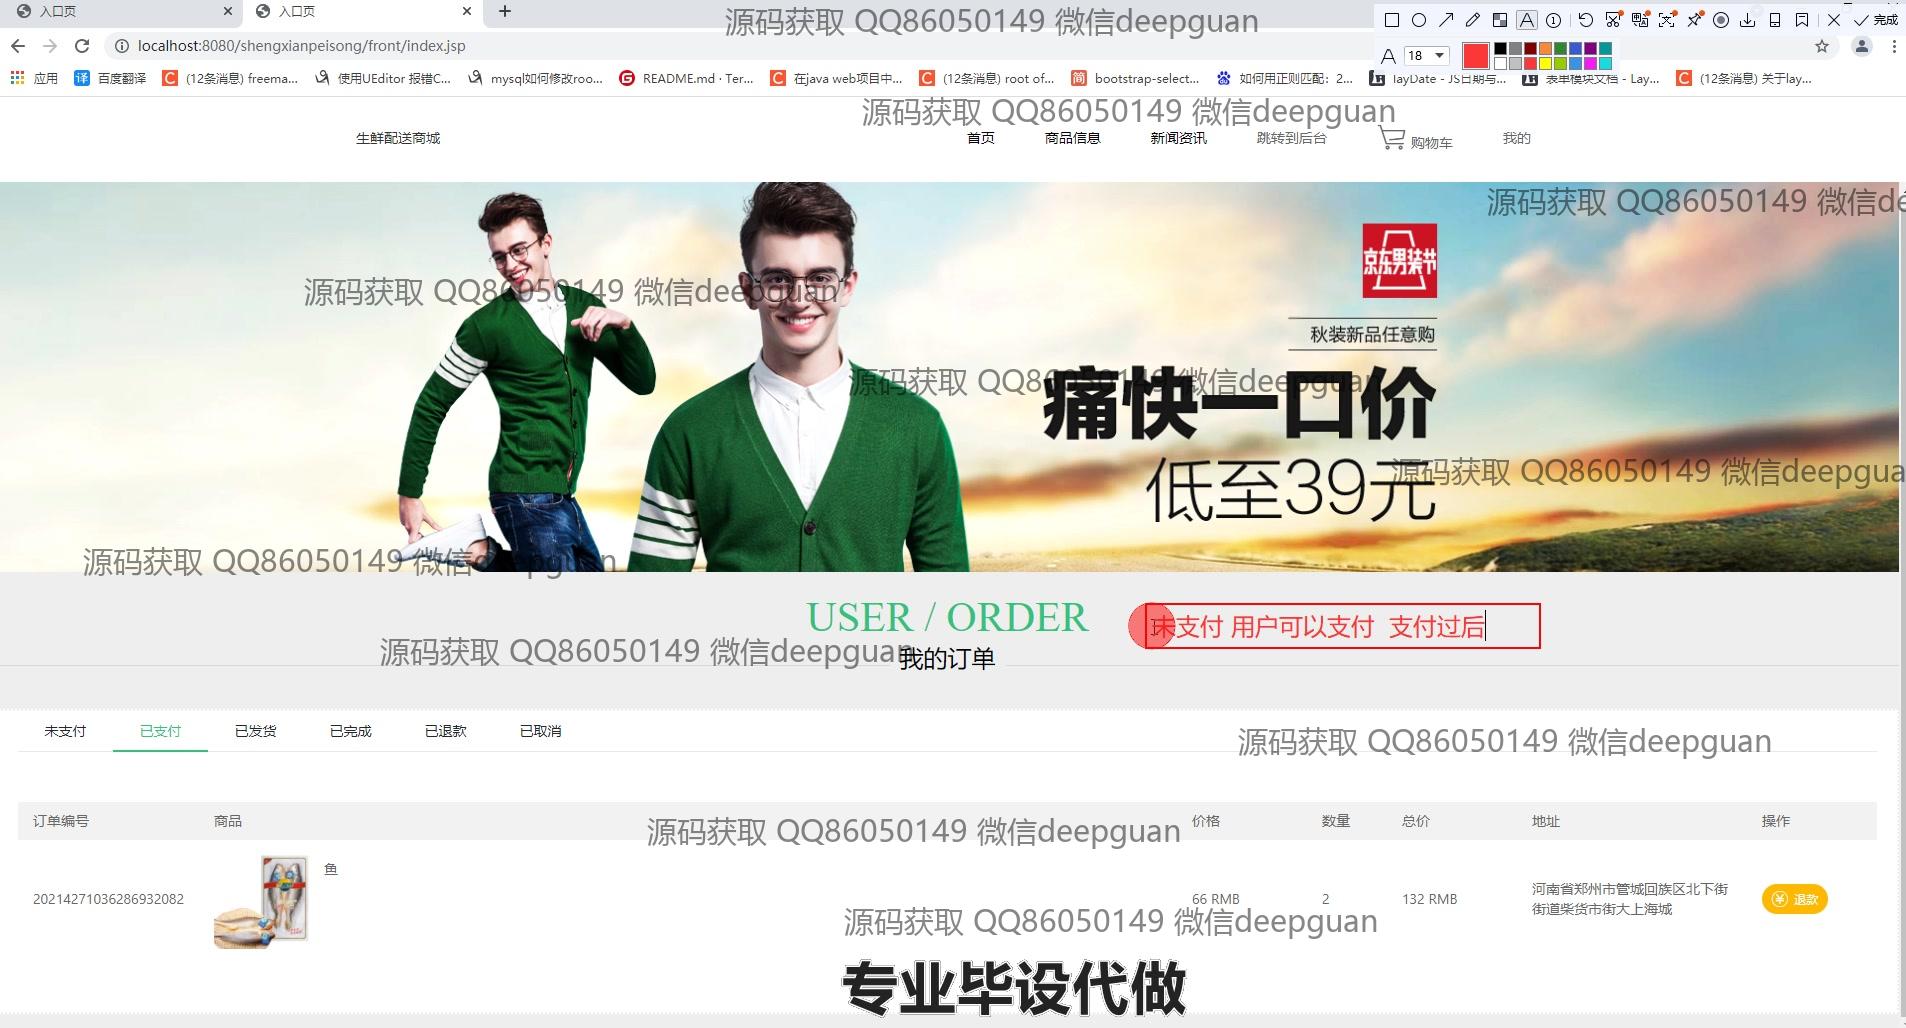 入口页
入口页
源码获取 QQ86050149 微信deepguan
完成
localhost:8080/shengxianpeisong/front/index.jsp
A 18
应用
百度翻译
(12条消息) freema...
使用UEditor 报错C...
mysql如何修改roo...
README.md · Ter...
在java web项目中...
(12条消息) root of...
bootstrap-select...
如何用正则匹配：2...
layDate - JS日期与...
表单模块文档 - Lay...
(12条消息) 关于lay...
源码获取 QQ86050149 微信deepguan
生鲜配送商城
首页
商品信息
新闻资讯
跳转到后台
购物车
我的
源码获取 QQ86050149 微信de
京东男装节
源码获取 QQ86050149 微信deepguan
秋装新品任意购
源码获取 QQ86050149 微信deepguan
痛快一口价
低至39元
源码获取 QQ86050149 微信deepgua
源码获取 QQ86050149 微信deepguan
USER / ORDER
未支付 用户可以支付 支付过后
源码获取 QQ86050149 微信deepguan
我的订单
未支付
已支付
已发货
已完成
已退款
已取消
源码获取 QQ86050149 微信deepguan
订单编号
商品
价格
数量
总价
地址
操作
源码获取 QQ86050149 微信deepguan
鱼
20214271036286932082
66 RMB
2
132 RMB
河南省郑州市管城回族区北下街
街道柴货市街大上海城
退款
源码获取 QQ86050149 微信deepguan
专业毕设代做